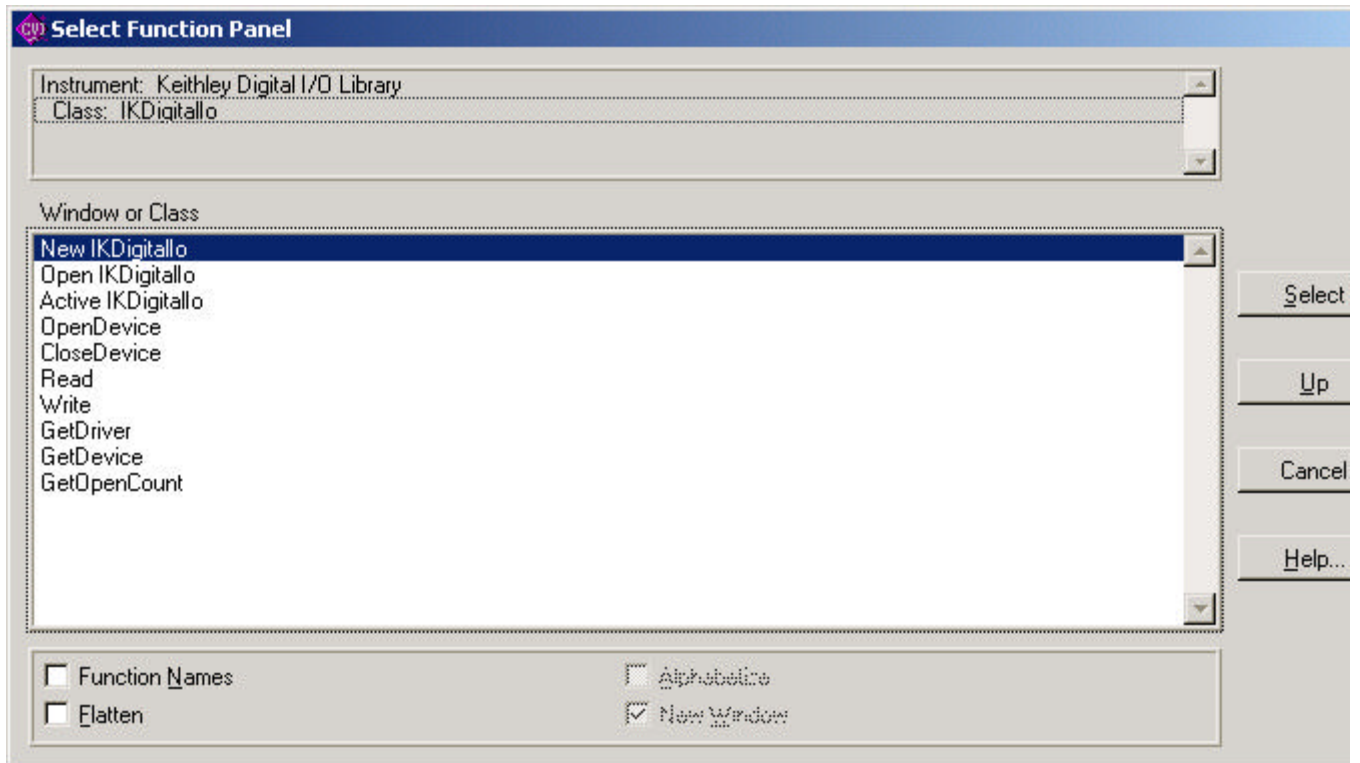 CVI Select Function Panel
Instrument: Keithley Digital I/O Library
Class: IKDigitalIo
Window or Class
New IKDigitalIo
Open IKDigitalIo
Active IKDigitalIo
OpenDevice
CloseDevice
Read
Write
GetDriver
GetDevice
GetOpenCount
Select
Up
Cancel
Help...
Function Names
Alphabetize
Flatten
New Window